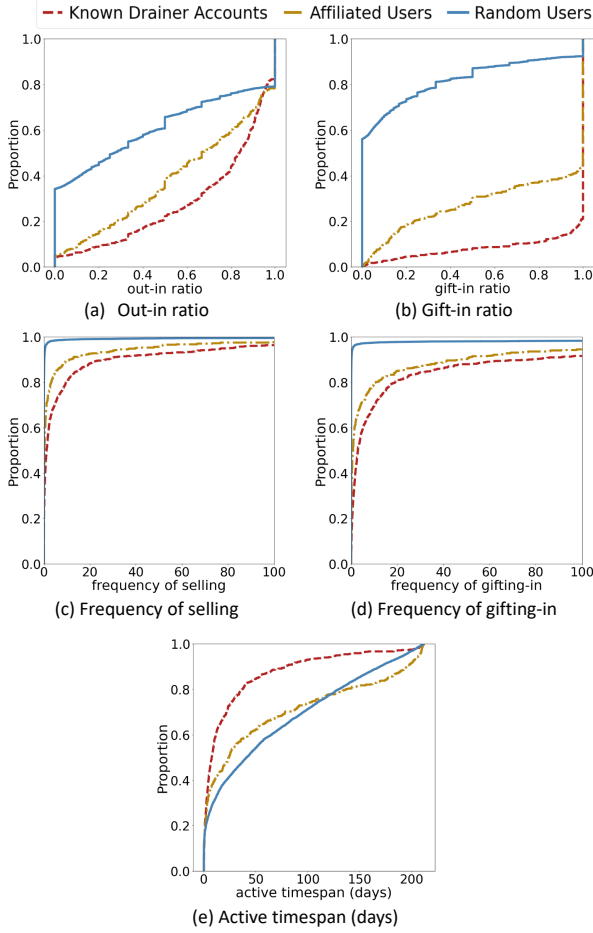 Known Drainer Accounts Affiliated Users Random Users
1.0 1.0
0.8 0.8
0.6 0.6
0.4 0.4
0.2 0.2
0.0 0.0
Proportion Proportion
0.0 0.2 0.4 0.6 0.8 1.0 0.0 0.2 0.4 0.6 0.8 1.0
out-in ratio gift-in ratio
(a) Out-in ratio (b) Gift-in ratio
1.0 1.0
0.8 0.8
0.6 0.6
0.4 0.4
0.2 0.2
0.0 0.0
Proportion Proportion
0 20 40 60 80 100 0 20 40 60 80 100
frequency of selling frequency of gifting-in
(c) Frequency of selling (d) Frequency of gifting-in
1.0
0.8
0.6
0.4
0.2
0.0
Proportion
0 50 100 150 200
active timespan (days)
(e) Active timespan (days)